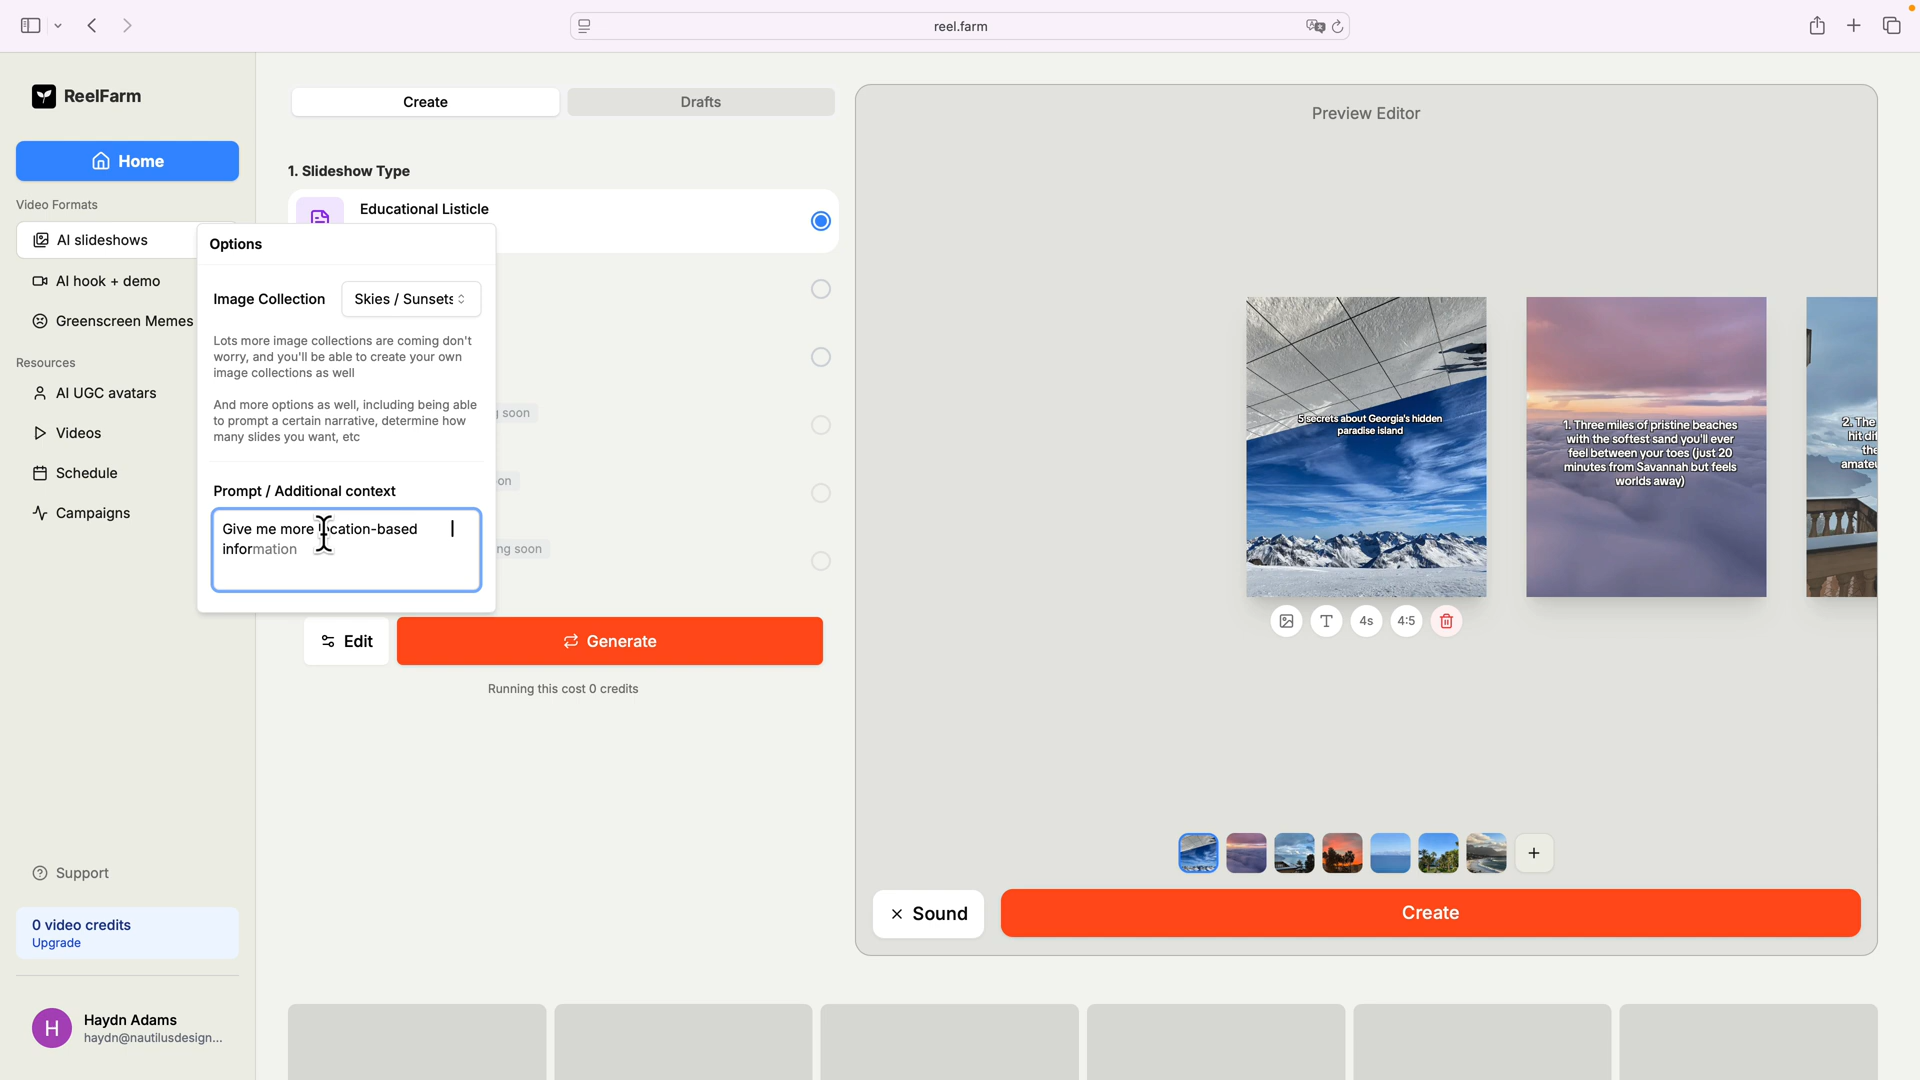 reel.farm
ReelFarm
Home
Video Formats
AI slideshows
AI hook + demo
Greenscreen Memes
Resources
AI UGC avatars
Videos
Schedule
Campaigns
Support
0 video credits
Upgrade
H
Haydn Adams
haydn@nautilusdesign...
Create
Drafts
1. Slideshow Type
Educational Listicle
Options
Image Collection
Skies / Sunsets
Lots more image collections are coming don't
worry, and you'll be able to create your own
image collections as well
And more options as well, including being able
to prompt a certain narrative, determine how
many slides you want, etc
Prompt / Additional context
Give me more location-based
information
soon
on
ng soon
Edit
Generate
Running this cost 0 credits
Preview Editor
5 secrets about Georgia's hidden
paradise island
1. Three miles of pristine beaches
with the softest sand you'll ever
feel between your toes (just 20
minutes from Savannah but feels
worlds away)
2. The
hit dif
the
amateu
T
4s
4:5
+
Sound
Create